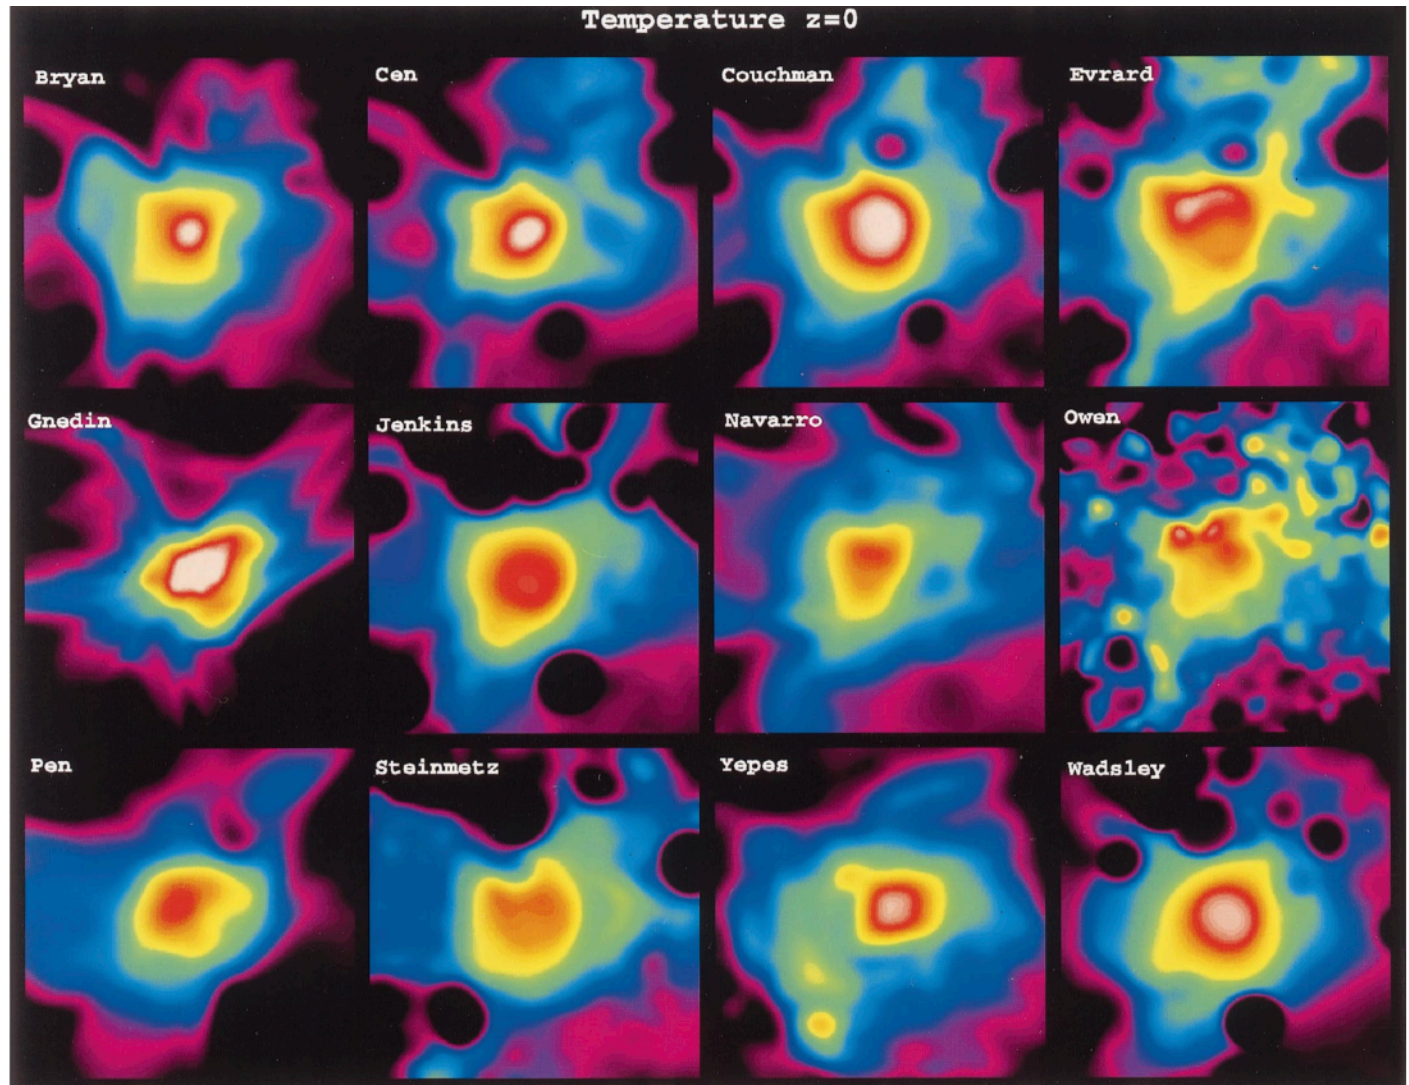 Temperature z=0
Bryan
Cen
Couchman
Evrard
Gnedin
Jenkins
Navarro
Owen
Pen
Steinmetz
Yepes
Wadsley